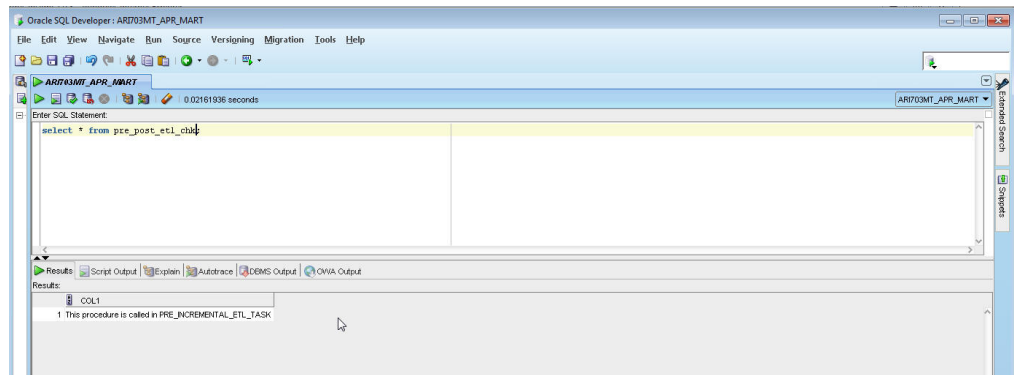 Oracle SQL Developer : ARI703MT_APR_MART
File Edit View Navigate Run Source Versioning Migration Tools Help
ARI703MT_APR_MART
0.02161936 seconds
ARI703MT_APR_MART
Enter SQL Statement:
select * from pre_post_etl_chk;
Results Script Output Explain Autotrace DBMS Output OWA Output
Results:
COL1
1 This procedure is called in PRE_INCREMENTAL_ETL_TASK
Extended Search
Snippets